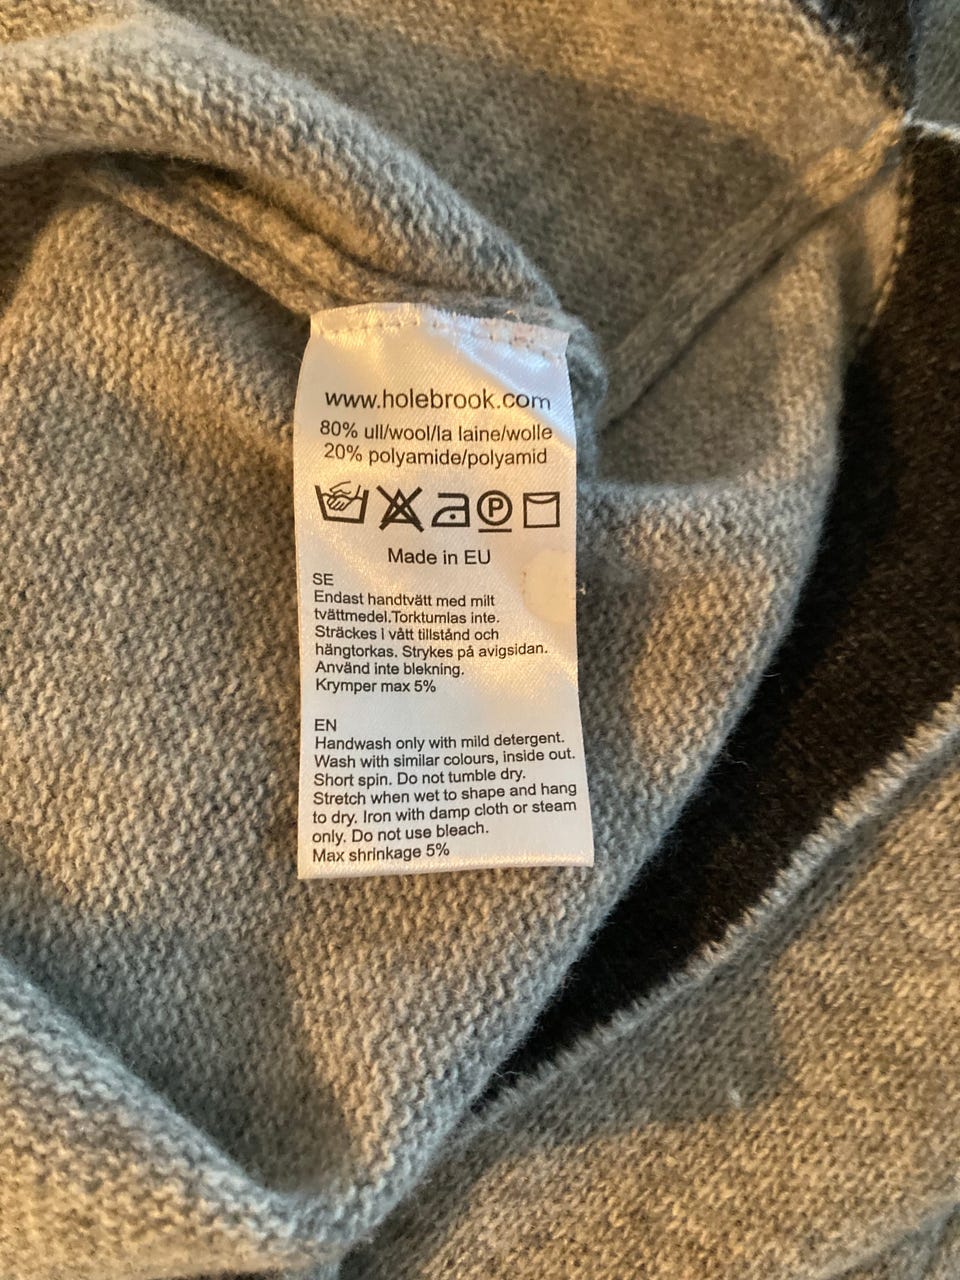 www.holebrook.com
80% ull/wool/la laine/wolle
20% polyamide/polyamid
P
Made in EU
SE
Endast handtvätt med milt
tvättmedel.Torktumlas inte.
Sträckes i vått tillstånd och
hängtorkas. Strykes på avigsidan.
Använd inte blekning.
Krymper max 5%
EN
Handwash only with mild detergent.
Wash with similar colours, inside out.
Short spin. Do not tumble dry.
Stretch when wet to shape and hang
to dry. Iron with damp cloth or steam
only. Do not use bleach.
Max shrinkage 5%